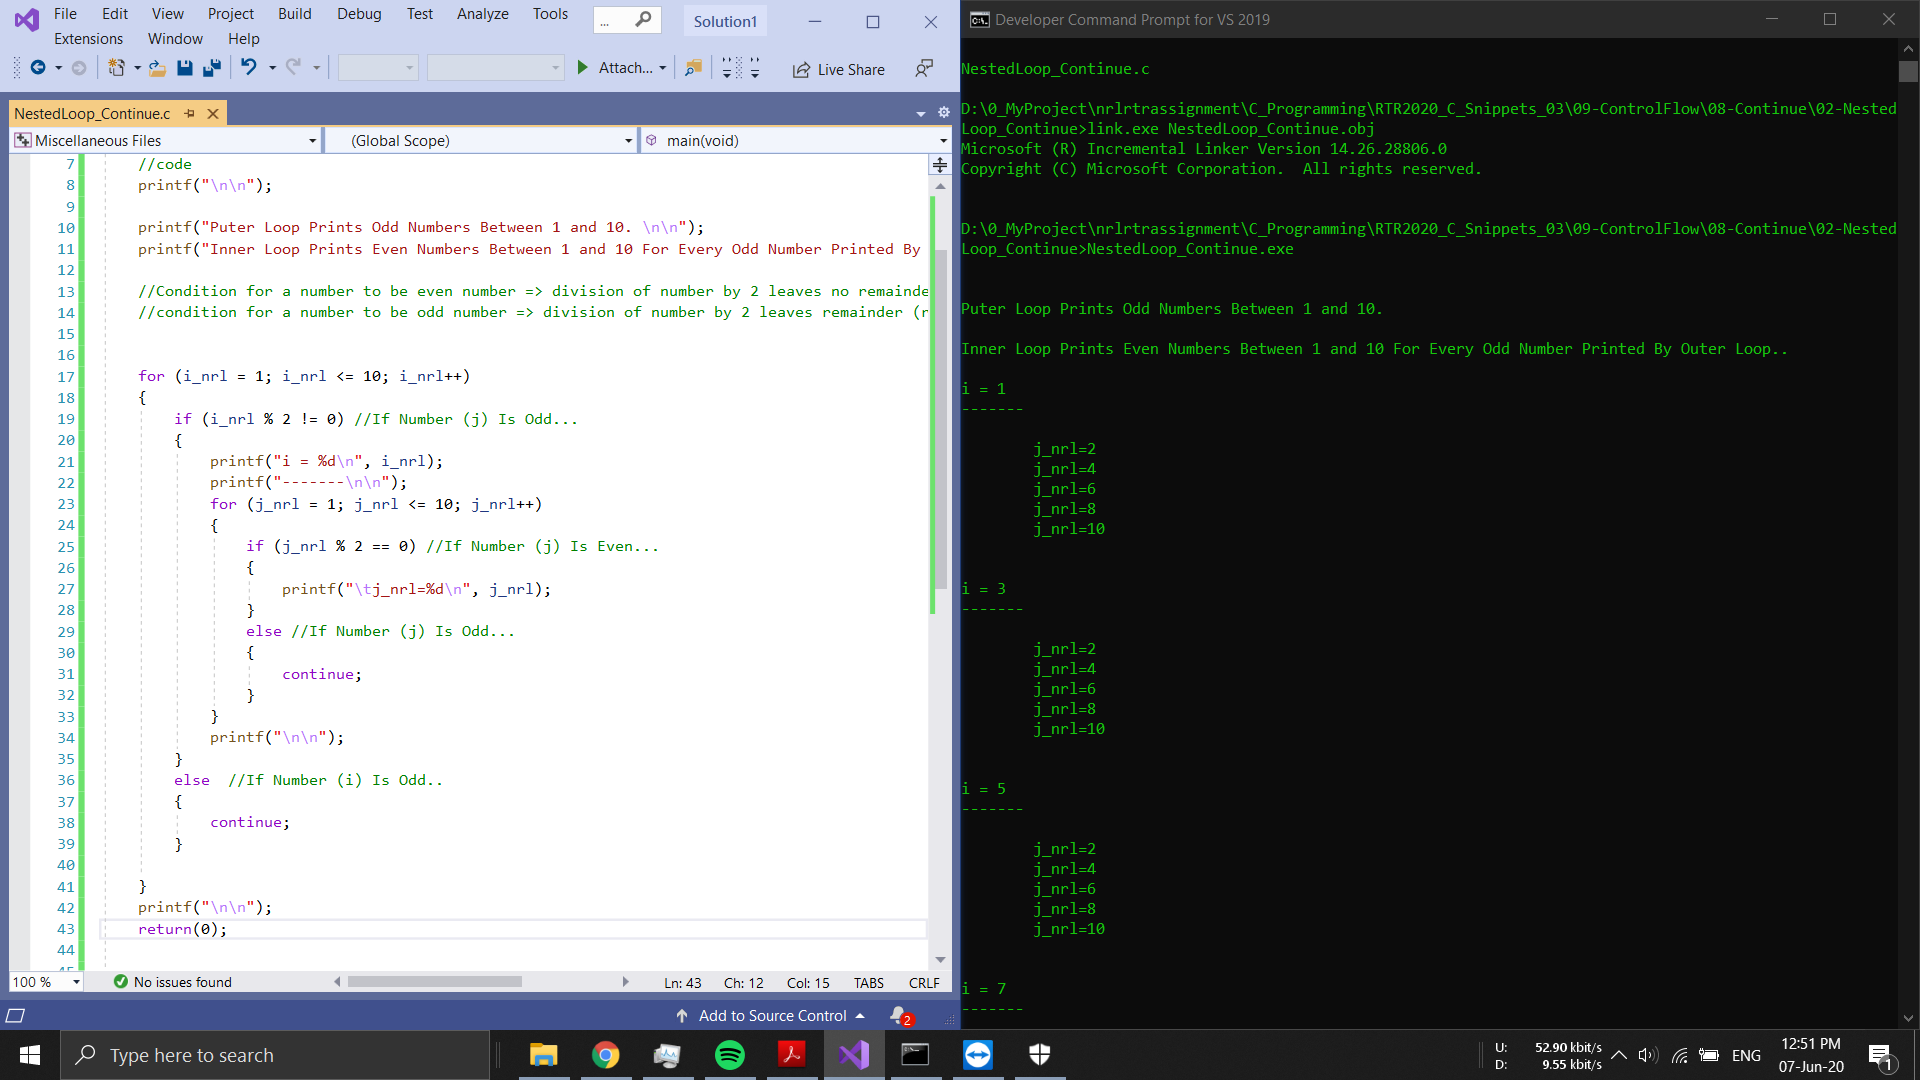 File Edit View Project Build Debug Test Analyze Tools ... Solution1
Extensions Window Help
Attach... Live Share
NestedLoop_Continue.c
Miscellaneous Files (Global Scope) main(void)
7 //code
8 printf("\n\n");
9
10 printf("Puter Loop Prints Odd Numbers Between 1 and 10. \n\n");
11 printf("Inner Loop Prints Even Numbers Between 1 and 10 For Every Odd Number Printed By
12
13 //Condition for a number to be even number => division of number by 2 leaves no remainde
14 //condition for a number to be odd number => division of number by 2 leaves remainder (r
15
16
17 for (i_nrl = 1; i_nrl <= 10; i_nrl++)
18 {
19 if (i_nrl % 2 != 0) //If Number (j) Is Odd...
20 {
21 printf("i = %d\n", i_nrl);
22 printf("-------\n\n");
23 for (j_nrl = 1; j_nrl <= 10; j_nrl++)
24 {
25 if (j_nrl % 2 == 0) //If Number (j) Is Even...
26 {
27 printf("\tj_nrl=%d\n", j_nrl);
28 }
29 else //If Number (j) Is Odd...
30 {
31 continue;
32 }
33 }
34 printf("\n\n");
35 }
36 else //If Number (i) Is Odd..
37 {
38 continue;
39 }
40
41 }
42 printf("\n\n");
43 return(0);
44
100 % No issues found Ln: 43 Ch: 12 Col: 15 TABS CRLF
Add to Source Control 2
Developer Command Prompt for VS 2019
NestedLoop_Continue.c
D:\0_MyProject\nrlrtrassignment\C_Programming\RTR2020_C_Snippets_03\09-ControlFlow\08-Continue\02-Nested
Loop_Continue>link.exe NestedLoop_Continue.obj
Microsoft (R) Incremental Linker Version 14.26.28806.0
Copyright (C) Microsoft Corporation.  All rights reserved.
D:\0_MyProject\nrlrtrassignment\C_Programming\RTR2020_C_Snippets_03\09-ControlFlow\08-Continue\02-Nested
Loop_Continue>NestedLoop_Continue.exe
Puter Loop Prints Odd Numbers Between 1 and 10.
Inner Loop Prints Even Numbers Between 1 and 10 For Every Odd Number Printed By Outer Loop..
i = 1
-------
j_nrl=2
j_nrl=4
j_nrl=6
j_nrl=8
j_nrl=10
i = 3
-------
j_nrl=2
j_nrl=4
j_nrl=6
j_nrl=8
j_nrl=10
i = 5
-------
j_nrl=2
j_nrl=4
j_nrl=6
j_nrl=8
j_nrl=10
i = 7
-------
Type here to search
U: 52.90 kbit/s
D: 9.55 kbit/s
ENG
12:51 PM
07-Jun-20
1